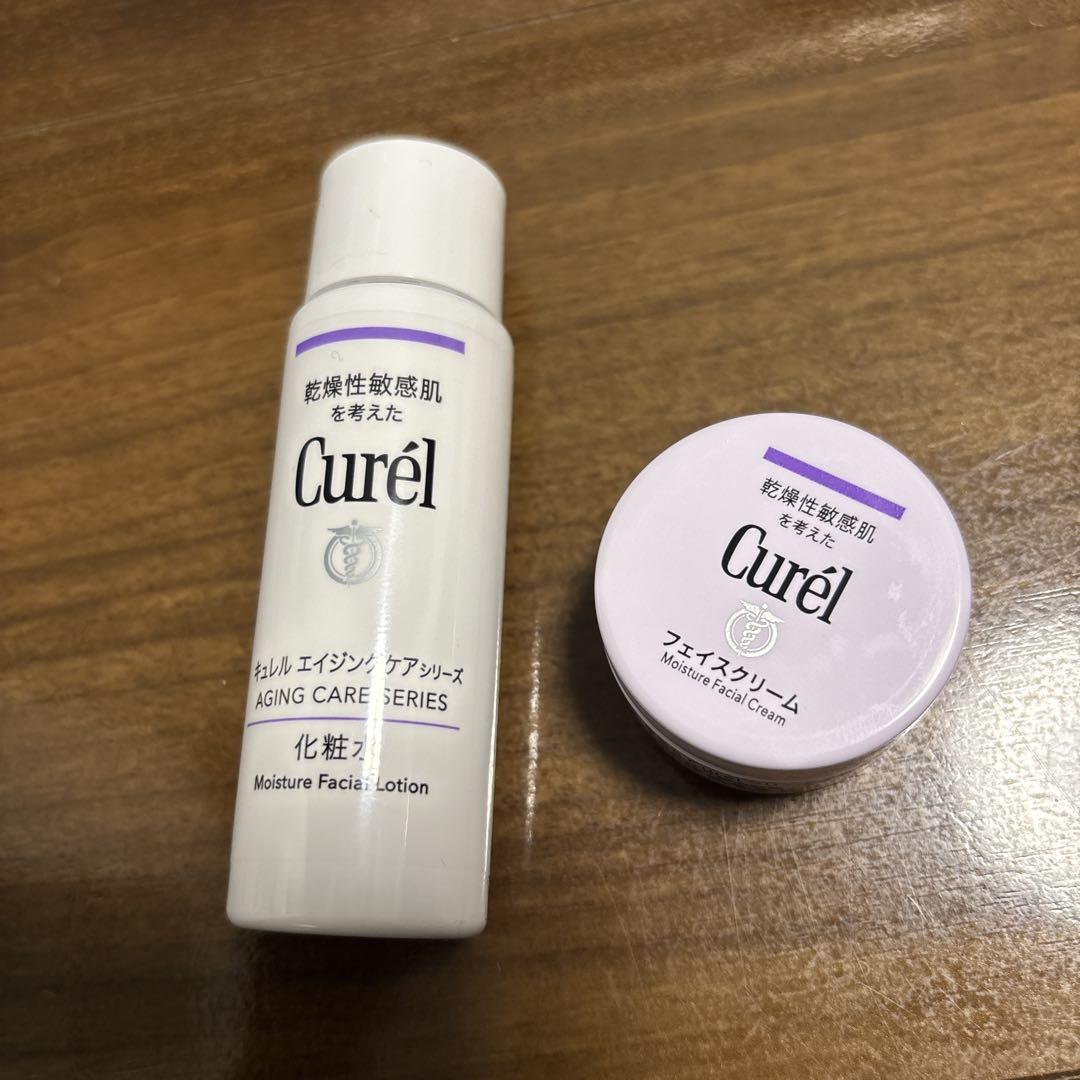 乾燥性敏感肌
を考えた
Curél
キュレル エイジングケアシリーズ
AGING CARE SERIES
化粧水
Moisture Facial Lotion
乾燥性敏感肌
を考えた
Curél
フェイスクリーム
Moisture Facial Cream